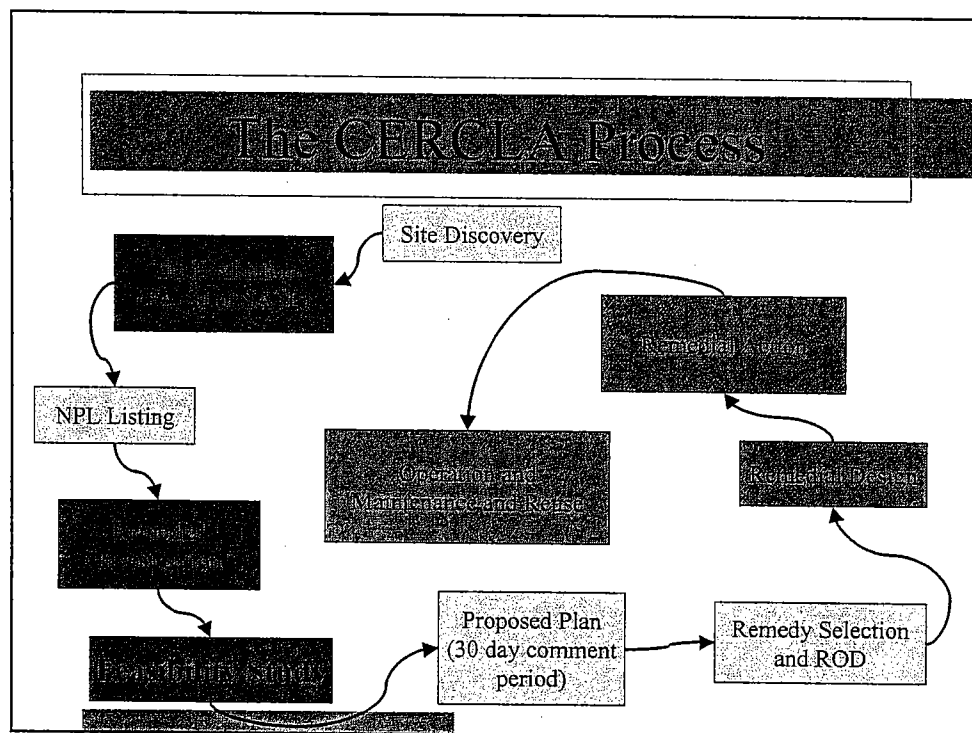 The CERCLA Process
Site Discovery
NPL Listing
Feasibility Study
Proposed Plan
(30 day comment
period)
Remedy Selection
and ROD
Remedial Design
Remedial Action
Operation and
Maintenance and Reuse